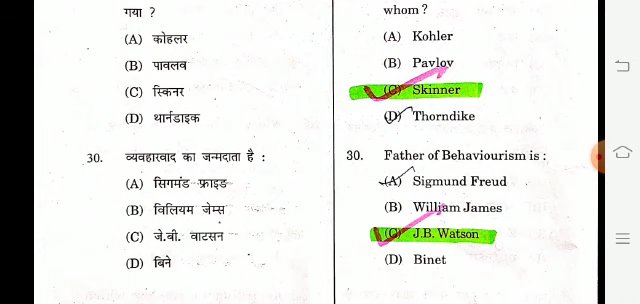 गया ?
(A) कोहलर
(B) पावलव
(C) स्किनर
(D) थार्नडाइक
30. व्यवहारवाद का जन्मदाता है :
(A) सिगमंड फ्राइड
(B) विलियम जेम्स
(C) जे.बी. वाटसन
(D) बिने
whom ?
(A) Kohler
(B) Pavlov
(C) Skinner
(D) Thorndike
30. Father of Behaviourism is :
(A) Sigmund Freud
(B) William James
(C) J.B. Watson
(D) Binet